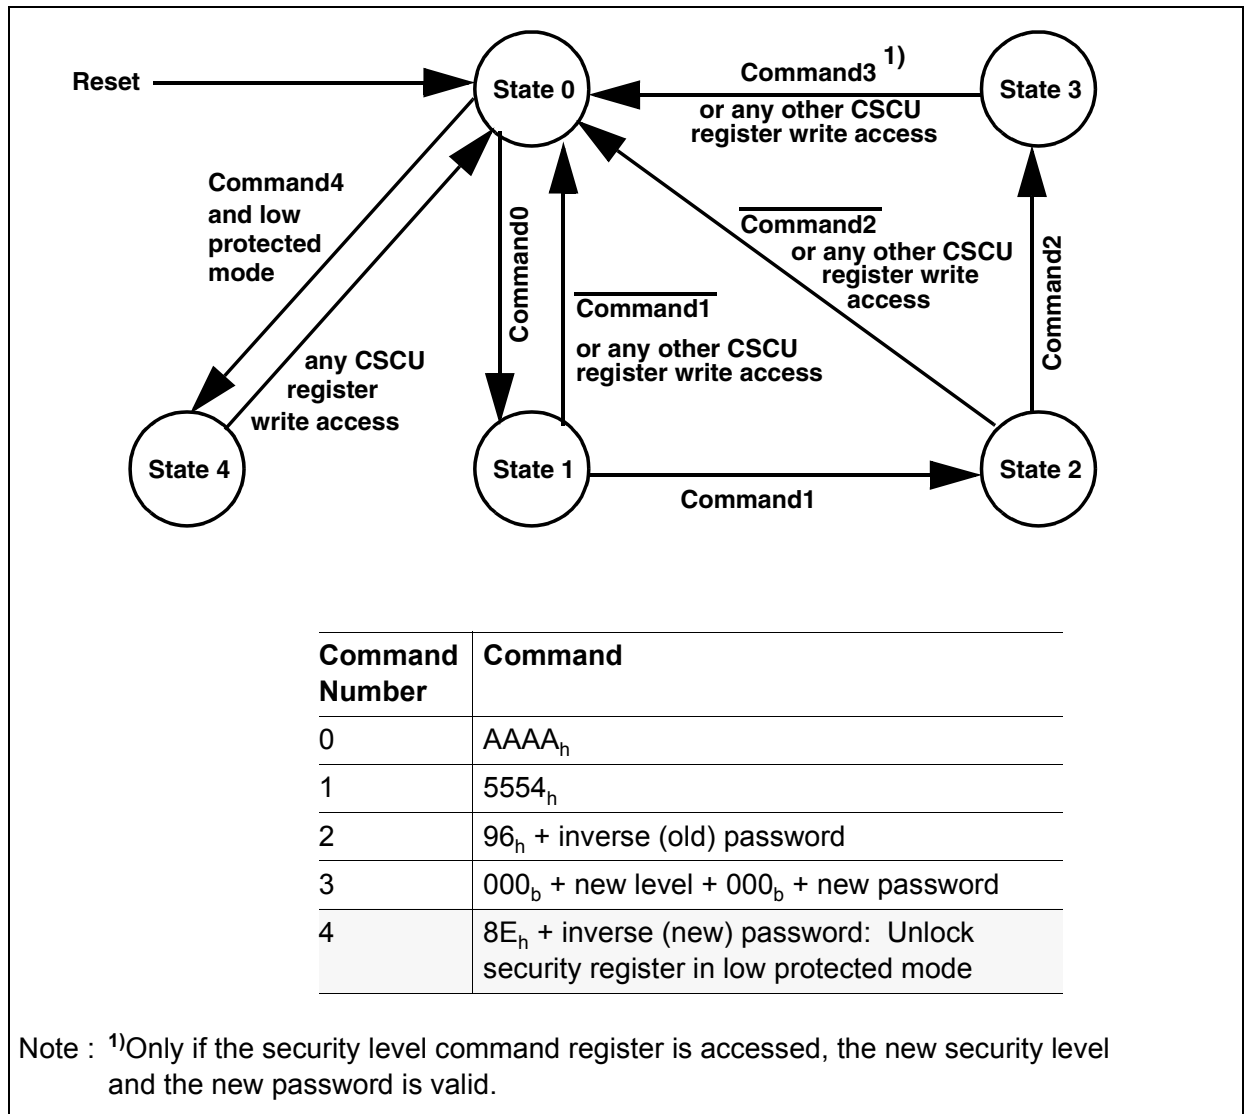 Reset
State 0
Command3 1)
or any other CSCU
register write access
State 3
Command4
and low
protected
mode
Command0
Command1
or any other CSCU
register write access
Command2
or any other CSCU
register write
access
Command2
any CSCU
register
write access
State 4
State 1
Command1
State 2
Command Number | Command
0 | AAAAh
1 | 5554h
2 | 96h + inverse (old) password
3 | 000b + new level + 000b + new password
4 | 8Eh + inverse (new) password: Unlock
security register in low protected mode
Note : 1)Only if the security level command register is accessed, the new security level
and the new password is valid.